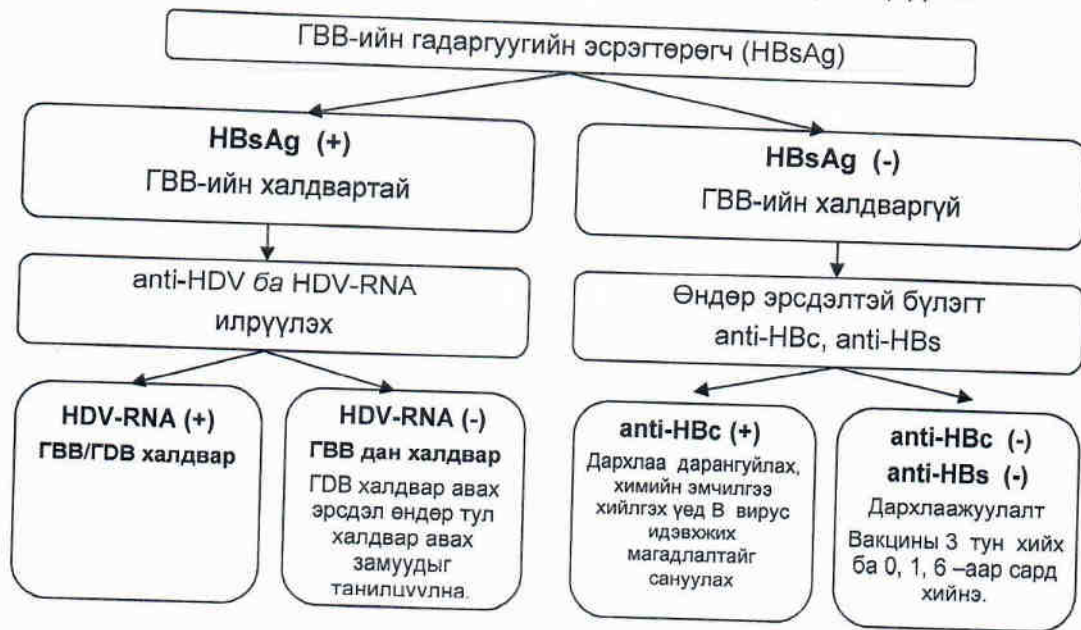 ГВВ-ийн гадаргуугийн эсрэгтөрөгч (HBsAg)
HBsAg (+)
ГВВ-ийн халдвартай
HBsAg (-)
ГВВ-ийн халдваргүй
anti-HDV ба HDV-RNA
илрүүлэх
Өндөр эрсдэлтэй бүлэгт
anti-HBc, anti-HBs
HDV-RNA (+)
ГВВ/ГDВ халдвар
HDV-RNA (-)
ГВВ дан халдвар
ГDВ халдвар авах
эрсдэл өндөр тул
халдвар авах
замуудыг
танилцуулна.
anti-HBc (+)
Дархлаа дарангуйлах,
химийн эмчилгээ
хийлгэх үед В вирус
идэвхжих
магадлалтайг
сануулах
anti-HBc (-)
anti-HBs (-)
Дархлаажуулалт
Вакцины 3 тун хийх
ба 0, 1, 6 –аар сард
хийнэ.